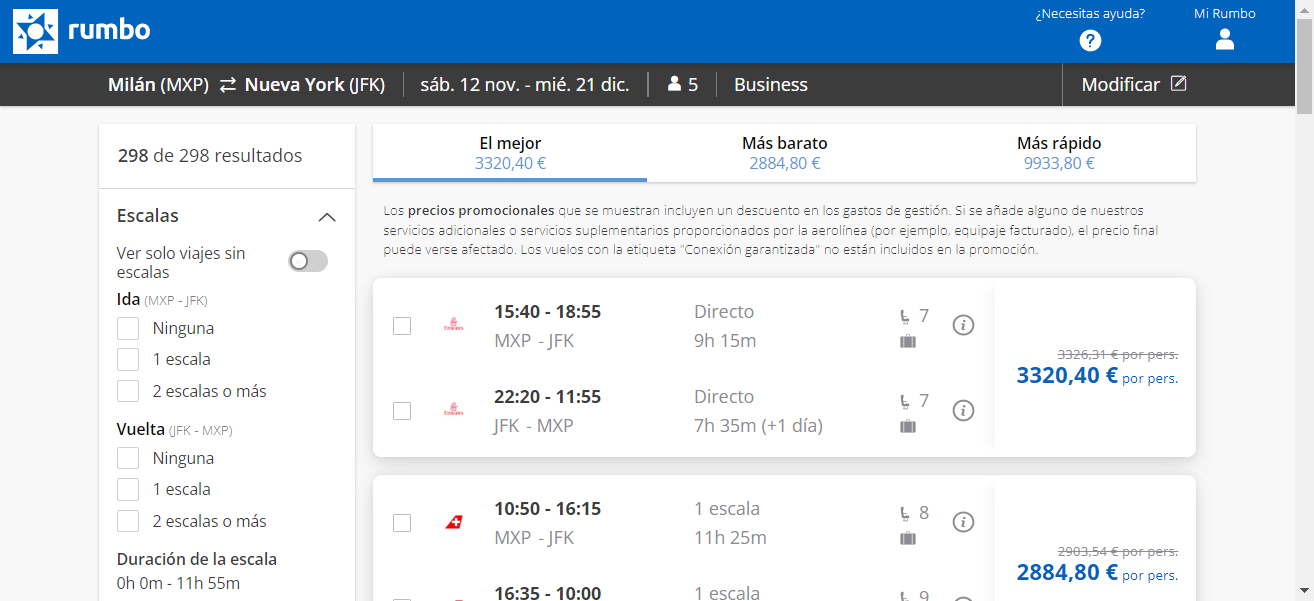 rumbo
¿Necesitas ayuda?
?
Mi Rumbo
Milán (MXP) ⇄ Nueva York (JFK)
sáb. 12 nov. - mié. 21 dic.
5
Business
Modificar
298 de 298 resultados
Escalas
Ver solo viajes sin
escalas
Ida (MXP - JFK)
Ninguna
1 escala
2 escalas o más
Vuelta (JFK - MXP)
Ninguna
1 escala
2 escalas o más
Duración de la escala
0h 0m - 11h 55m
El mejor
3320,40 €
Más barato
2884,80 €
Más rápido
9933,80 €
Los precios promocionales que se muestran incluyen un descuento en los gastos de gestión. Si se añade alguno de nuestros
servicios adicionales o servicios suplementarios proporcionados por la aerolínea (por ejemplo, equipaje facturado), el precio final
puede verse afectado. Los vuelos con la etiqueta "Conexión garantizada" no están incluidos en la promoción.
Emirates
15:40 - 18:55
MXP - JFK
Directo
9h 15m
7
Emirates
22:20 - 11:55
JFK - MXP
Directo
7h 35m (+1 día)
7
3326,31 € por pers.
3320,40 € por pers.
10:50 - 16:15
MXP - JFK
1 escala
11h 25m
8
16:35 - 10:00
1 escala
9
2903,54 € por pers.
2884,80 € por pers.